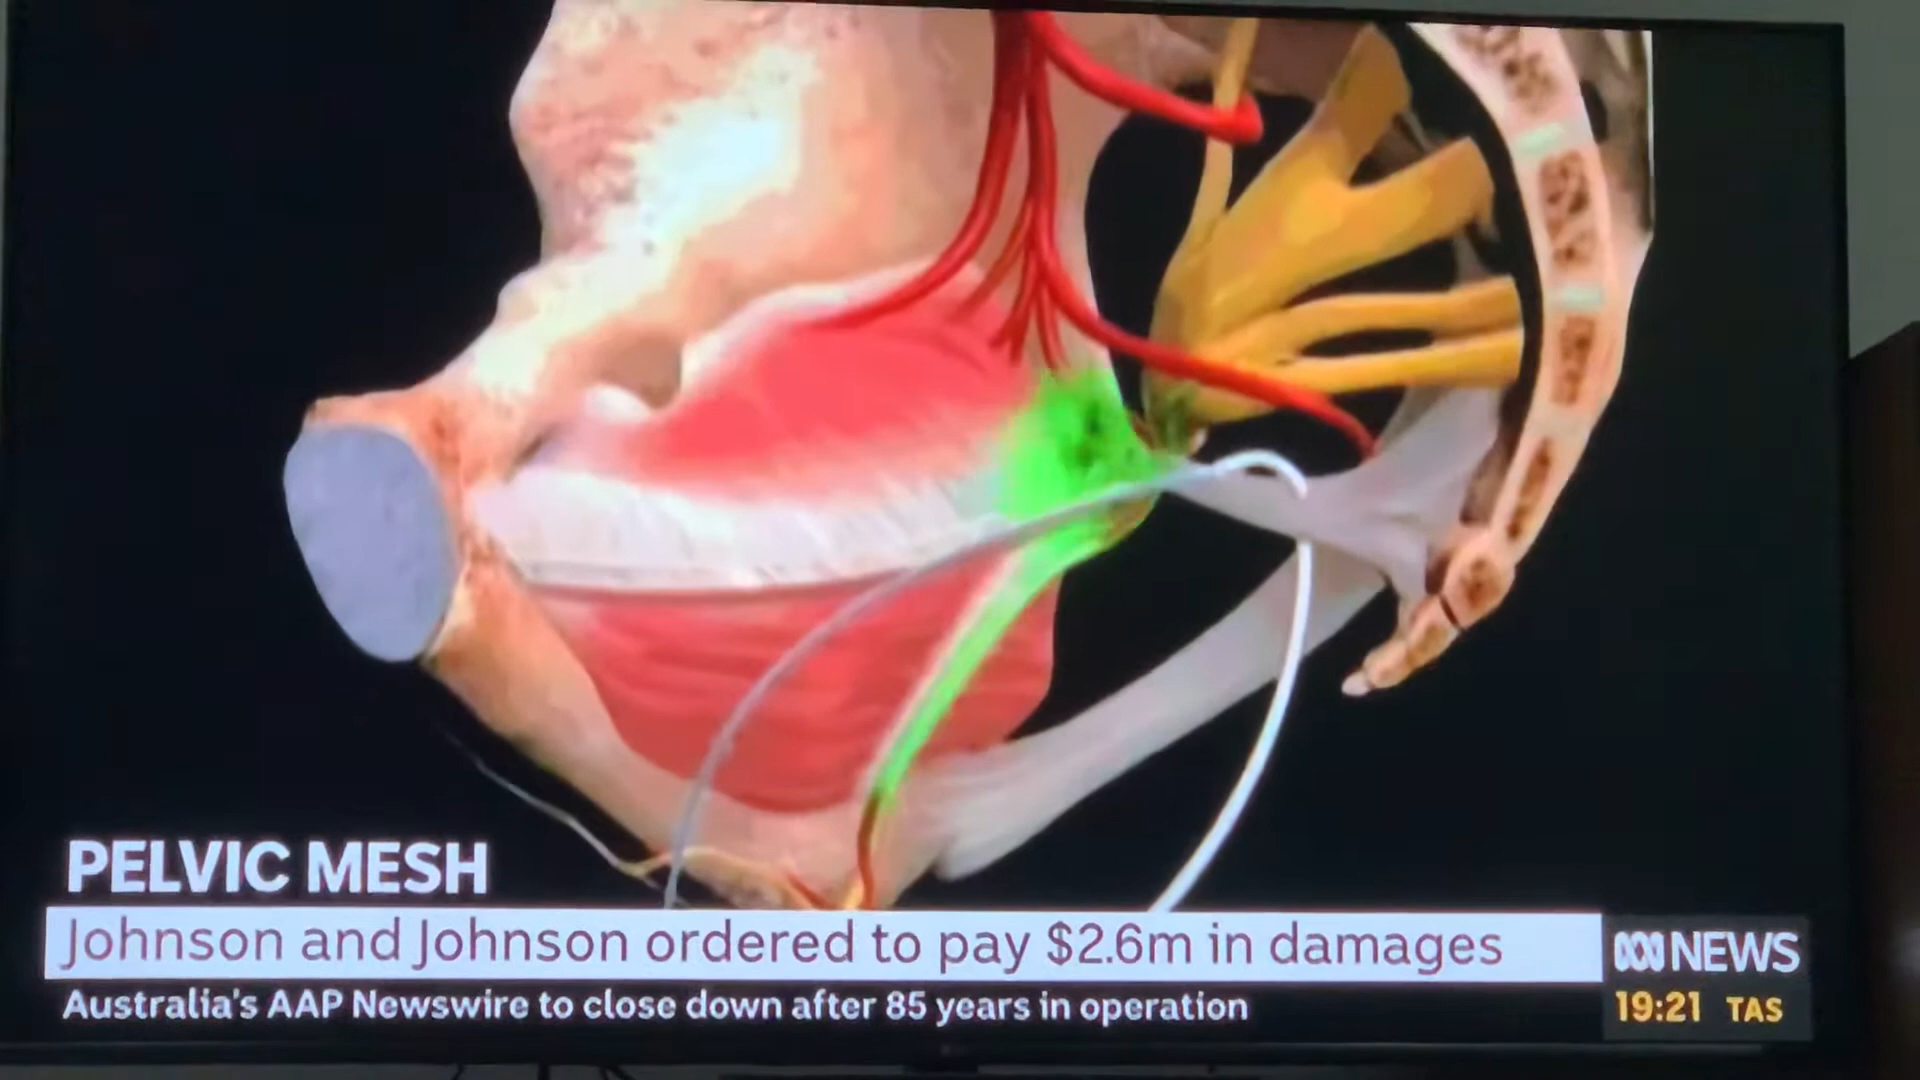 PELVIC MESH
Johnson and Johnson ordered to pay $2.6m in damages
ABC NEWS
Australia's AAP Newswire to close down after 85 years in operation
19:21 TAS